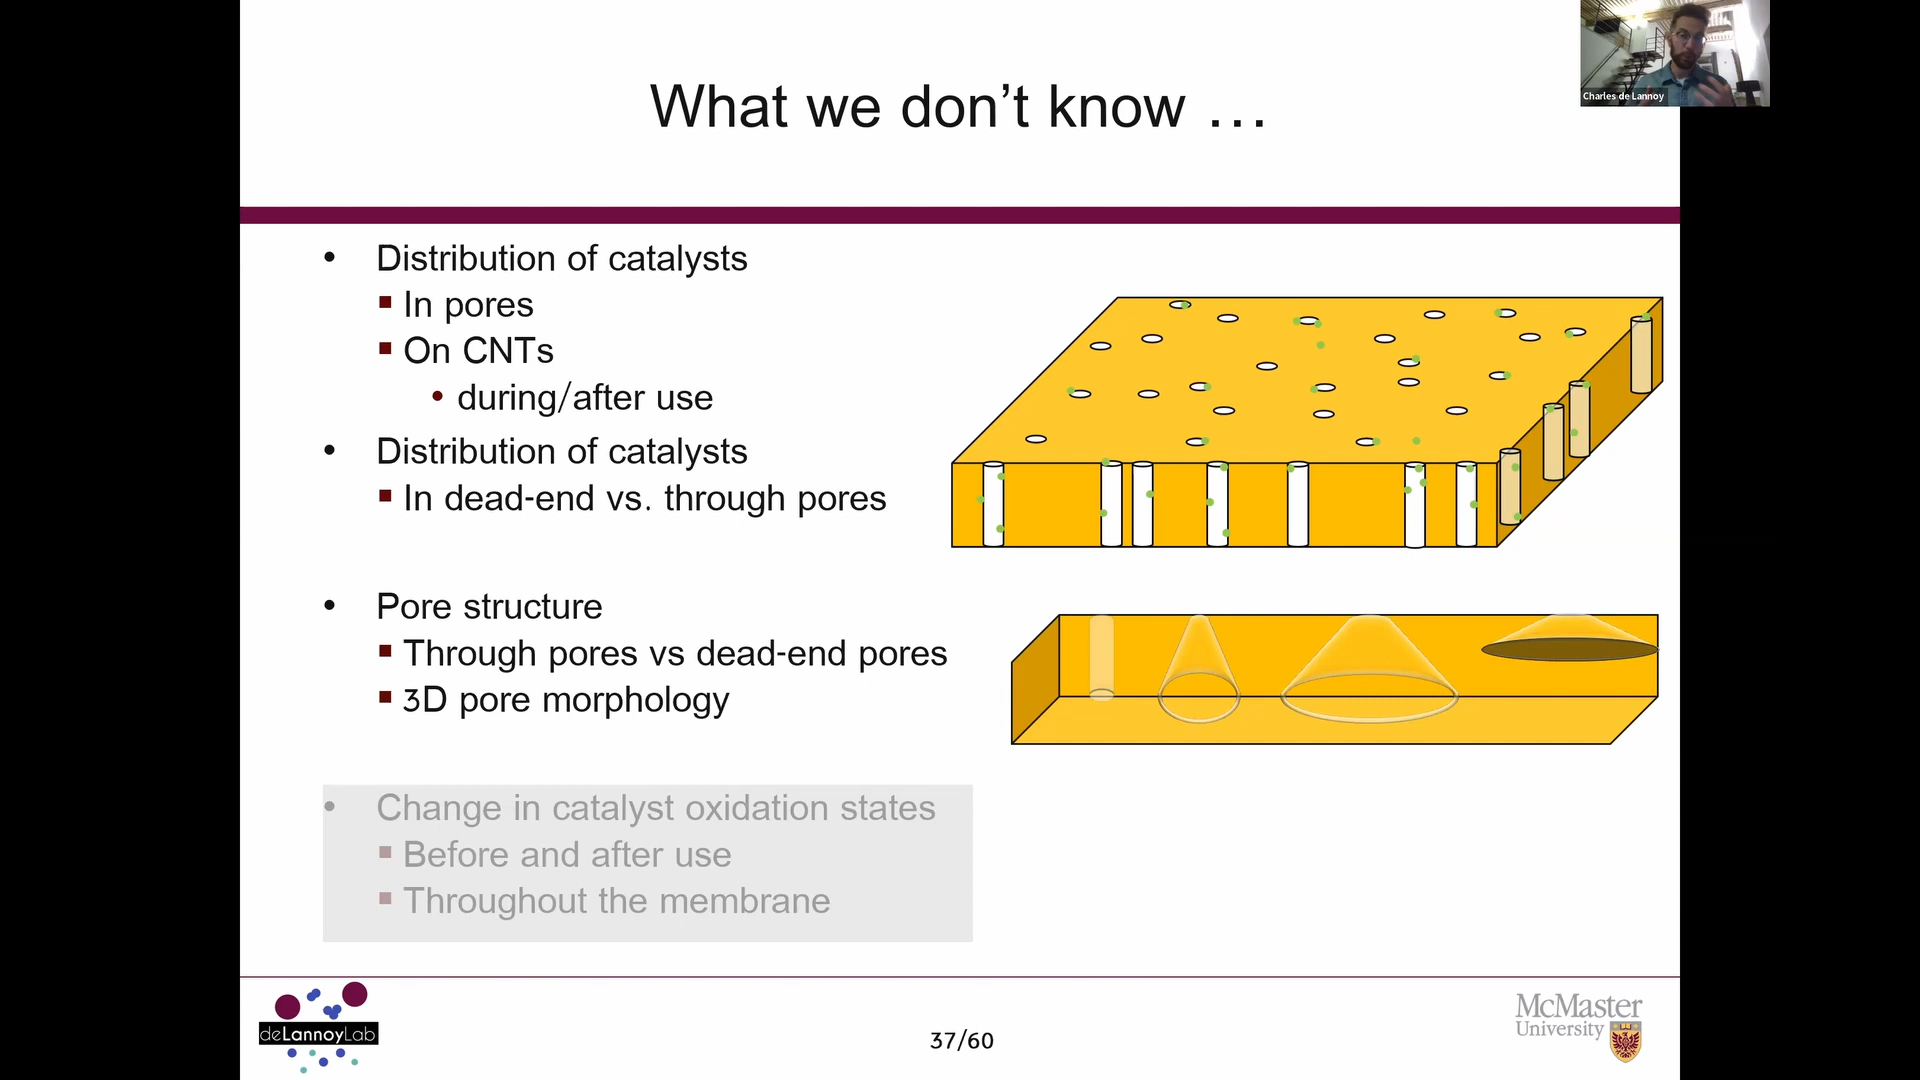 What we don't know ...
Charles de Lannoy
• Distribution of catalysts
▪ In pores
▪ On CNTs
• during/after use
• Distribution of catalysts
▪ In dead-end vs. through pores
• Pore structure
▪ Through pores vs dead-end pores
▪ 3D pore morphology
• Change in catalyst oxidation states
▪ Before and after use
▪ Throughout the membrane
deLannoyLab
37/60
McMaster
University